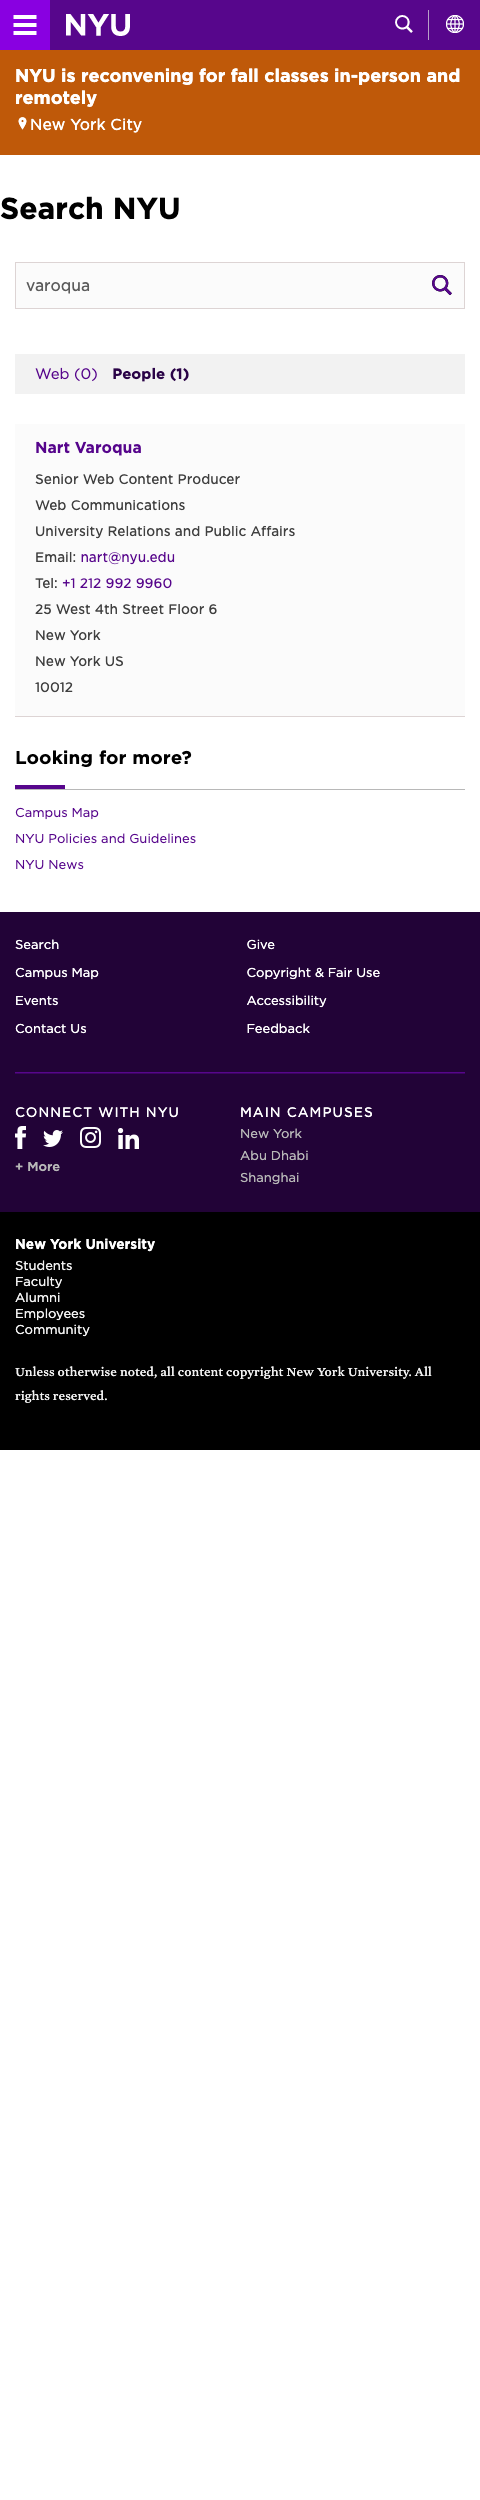 NYU
NYU is reconvening for fall classes in-person and
remotely
New York City
Search NYU
varoqua
Web (0) People (1)
Nart Varoqua
Senior Web Content Producer
Web Communications
University Relations and Public Affairs
Email: nart@nyu.edu
Tel: +1 212 992 9960
25 West 4th Street Floor 6
New York
New York US
10012
Looking for more?
Campus Map
NYU Policies and Guidelines
NYU News
Search
Campus Map
Events
Contact Us
Give
Copyright & Fair Use
Accessibility
Feedback
CONNECT WITH NYU
+ More
MAIN CAMPUSES
New York
Abu Dhabi
Shanghai
New York University
Students
Faculty
Alumni
Employees
Community
Unless otherwise noted, all content copyright New York University. All
rights reserved.